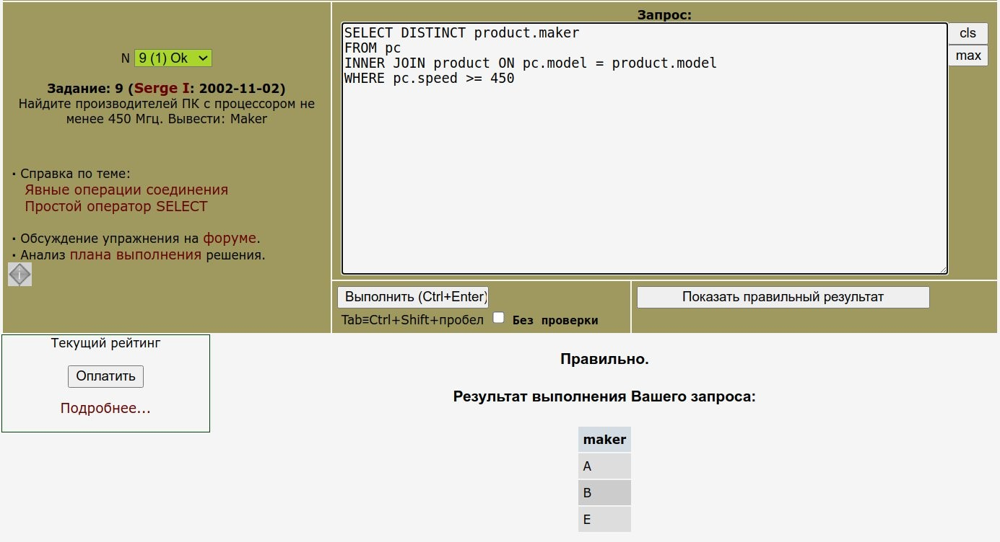 N 9 (1) Ok
Задание: 9 (Serge I: 2002-11-02)
Найдите производителей ПК с процессором не
менее 450 Мгц. Вывести: Maker
· Справка по теме:
Явные операции соединения
Простой оператор SELECT
· Обсуждение упражнения на форуме.
· Анализ плана выполнения решения.
Запрос:
SELECT DISTINCT product.maker
FROM pc
INNER JOIN product ON pc.model = product.model
WHERE pc.speed >= 450
cls
max
Выполнить (Ctrl+Enter)
Tab≡Ctrl+Shift+пробел Без проверки
Показать правильный результат
Текущий рейтинг
Оплатить
Подробнее...
Правильно.
Результат выполнения Вашего запроса:
maker
A
B
E